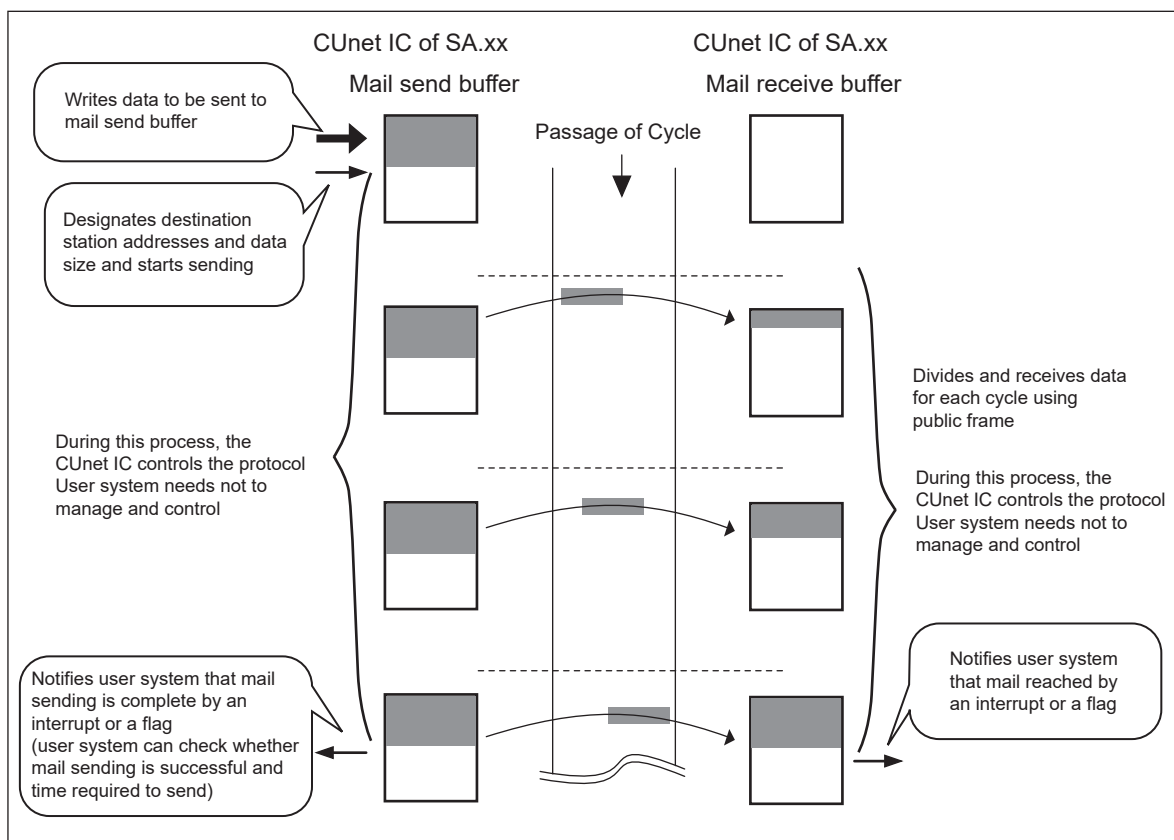 CUnet IC of SA.xx
Mail send buffer
CUnet IC of SA.xx
Mail receive buffer
Writes data to be sent to
mail send buffer
Passage of Cycle
Designates destination
station addresses and data
size and starts sending
During this process, the
CUnet IC controls the protocol
User system needs not to
manage and control
Divides and receives data
for each cycle using
public frame
During this process, the
CUnet IC controls the protocol
User system needs not to
manage and control
Notifies user system that mail
sending is complete by an
interrupt or a flag
(user system can check whether
mail sending is successful and
time required to send)
Notifies user system
that mail reached by
an interrupt or a flag